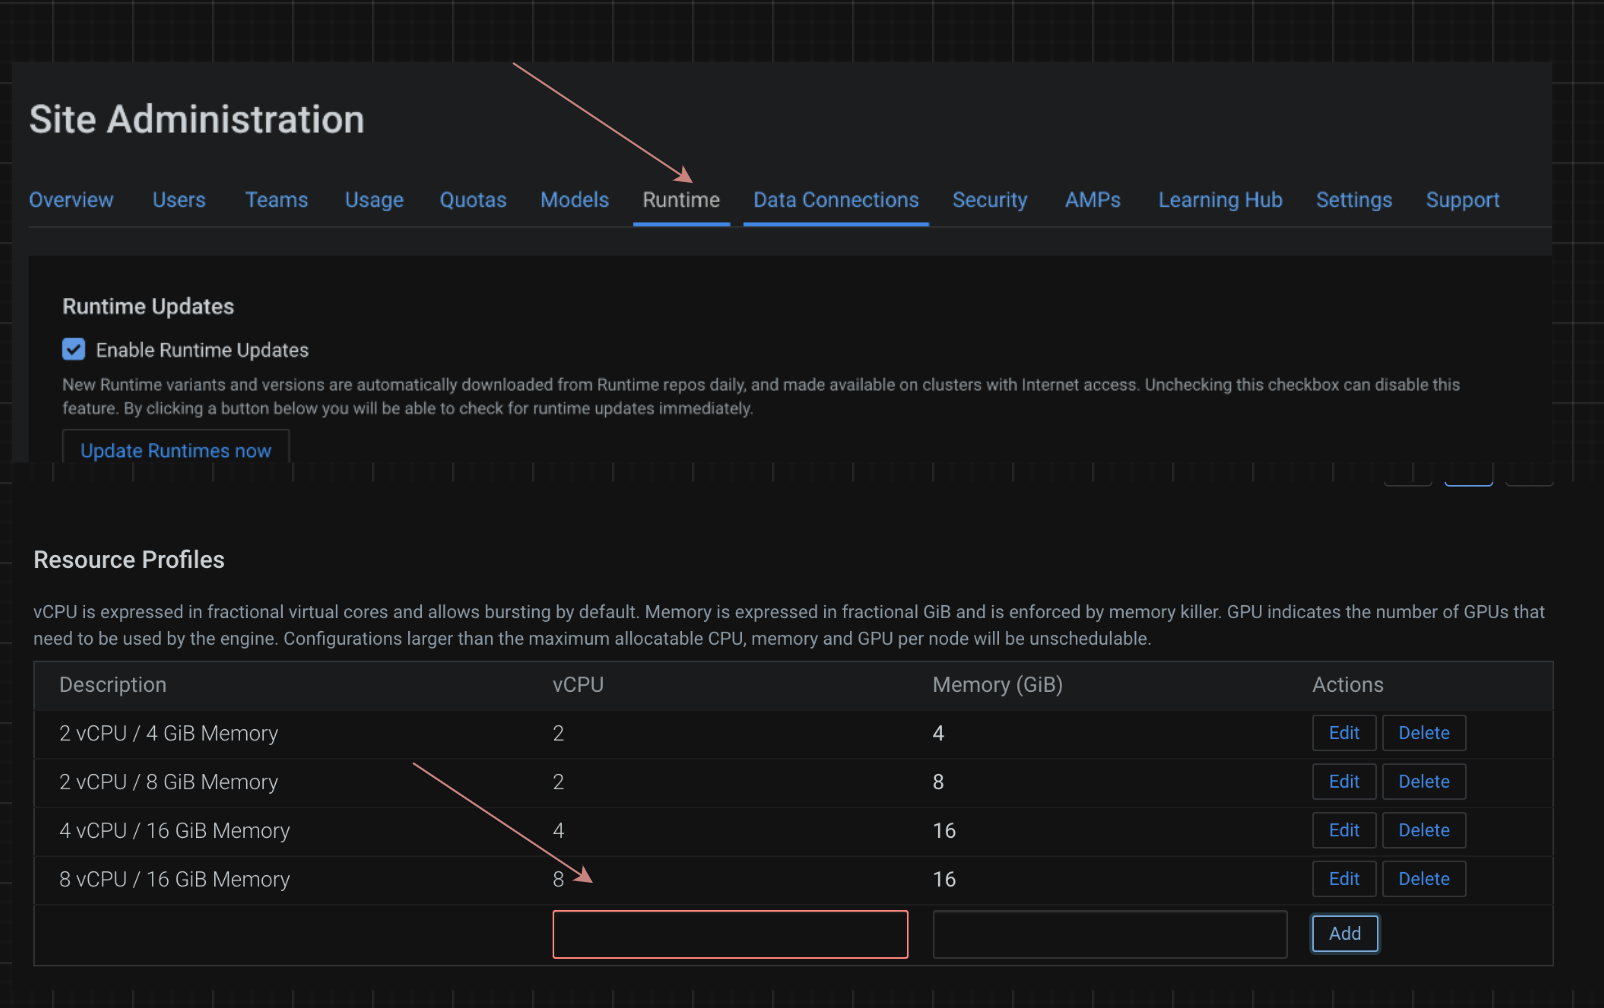 Site Administration
Overview Users Teams Usage Quotas Models Runtime Data Connections Security AMPs Learning Hub Settings Support
Runtime Updates
Enable Runtime Updates
New Runtime variants and versions are automatically downloaded from Runtime repos daily, and made available on clusters with Internet access. Unchecking this checkbox can disable this
feature. By clicking a button below you will be able to check for runtime updates immediately.
Update Runtimes now
Resource Profiles
vCPU is expressed in fractional virtual cores and allows bursting by default. Memory is expressed in fractional GiB and is enforced by memory killer. GPU indicates the number of GPUs that
need to be used by the engine. Configurations larger than the maximum allocatable CPU, memory and GPU per node will be unschedulable.
Description vCPU Memory (GiB) Actions
2 vCPU / 4 GiB Memory 2 4 Edit Delete
2 vCPU / 8 GiB Memory 2 8 Edit Delete
4 vCPU / 16 GiB Memory 4 16 Edit Delete
8 vCPU / 16 GiB Memory 8 16 Edit Delete
Add